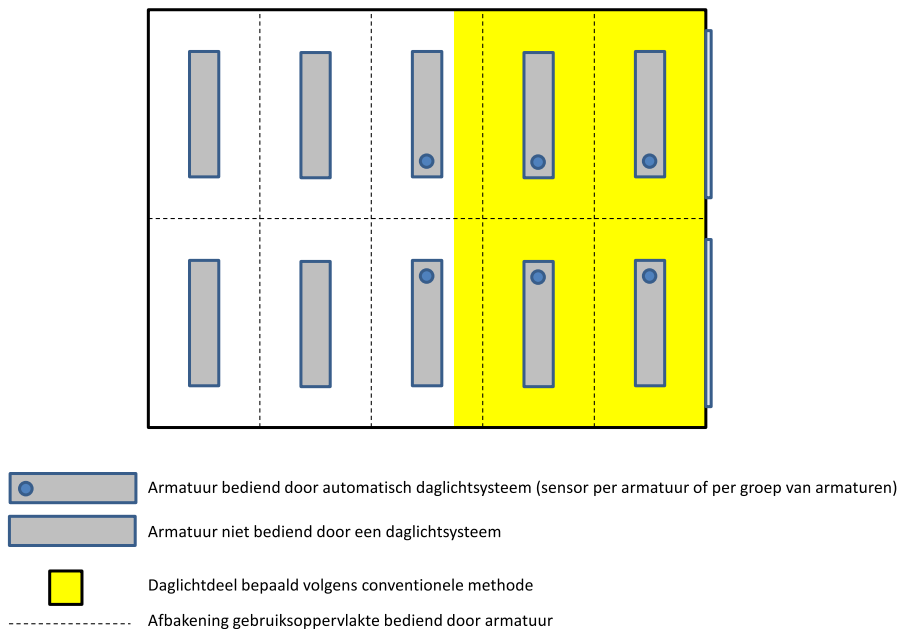 Armatuur bediend door automatisch daglichtsysteem (sensor per armatuur of per groep van armaturen)
Armatuur niet bediend door een daglichtsysteem
Daglichtdeel bepaald volgens conventionele methode
Afbakening gebruiksoppervlakte bediend door armatuur